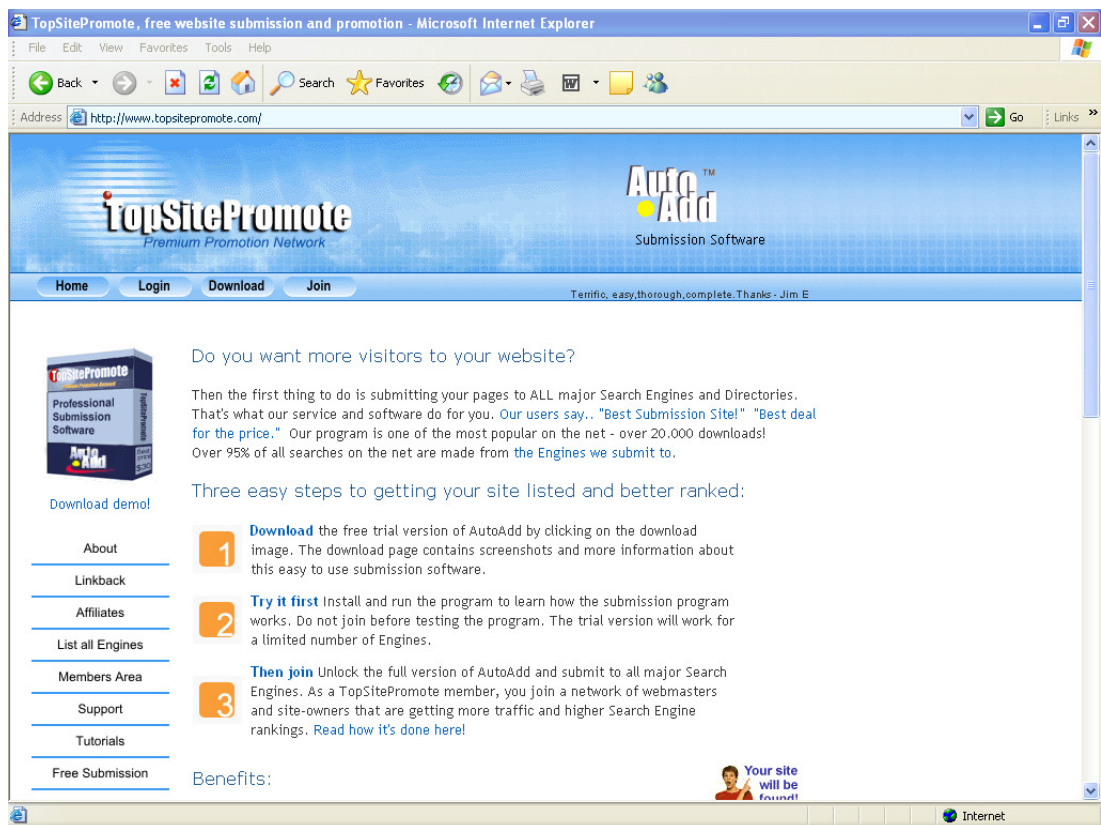 TopSitePromote, free website submission and promotion - Microsoft Internet Explorer
File Edit View Favorites Tools Help
Back Search Favorites
Address http://www.topsitepromote.com/ Go Links »
TopSitePromote
Premium Promotion Network
Auto Add ™
Submission Software
Home Login Download Join
Terrific, easy,thorough,complete.Thanks - Jim E
TopSitePromote
Professional
Submission
Software
Auto
Add
$30
TopSitePromote
Download demo!
About
Linkback
Affiliates
List all Engines
Members Area
Support
Tutorials
Free Submission
Do you want more visitors to your website?
Then the first thing to do is submitting your pages to ALL major Search Engines and Directories.
That's what our service and software do for you. Our users say.. "Best Submission Site!" "Best deal
for the price." Our program is one of the most popular on the net - over 20.000 downloads!
Over 95% of all searches on the net are made from the Engines we submit to.
Three easy steps to getting your site listed and better ranked:
1
Download the free trial version of AutoAdd by clicking on the download
image. The download page contains screenshots and more information about
this easy to use submission software.
2
Try it first Install and run the program to learn how the submission program
works. Do not join before testing the program. The trial version will work for
a limited number of Engines.
3
Then join Unlock the full version of AutoAdd and submit to all major Search
Engines. As a TopSitePromote member, you join a network of webmasters
and site-owners that are getting more traffic and higher Search Engine
rankings. Read how it's done here!
Benefits:
Your site
will be
found!
Internet